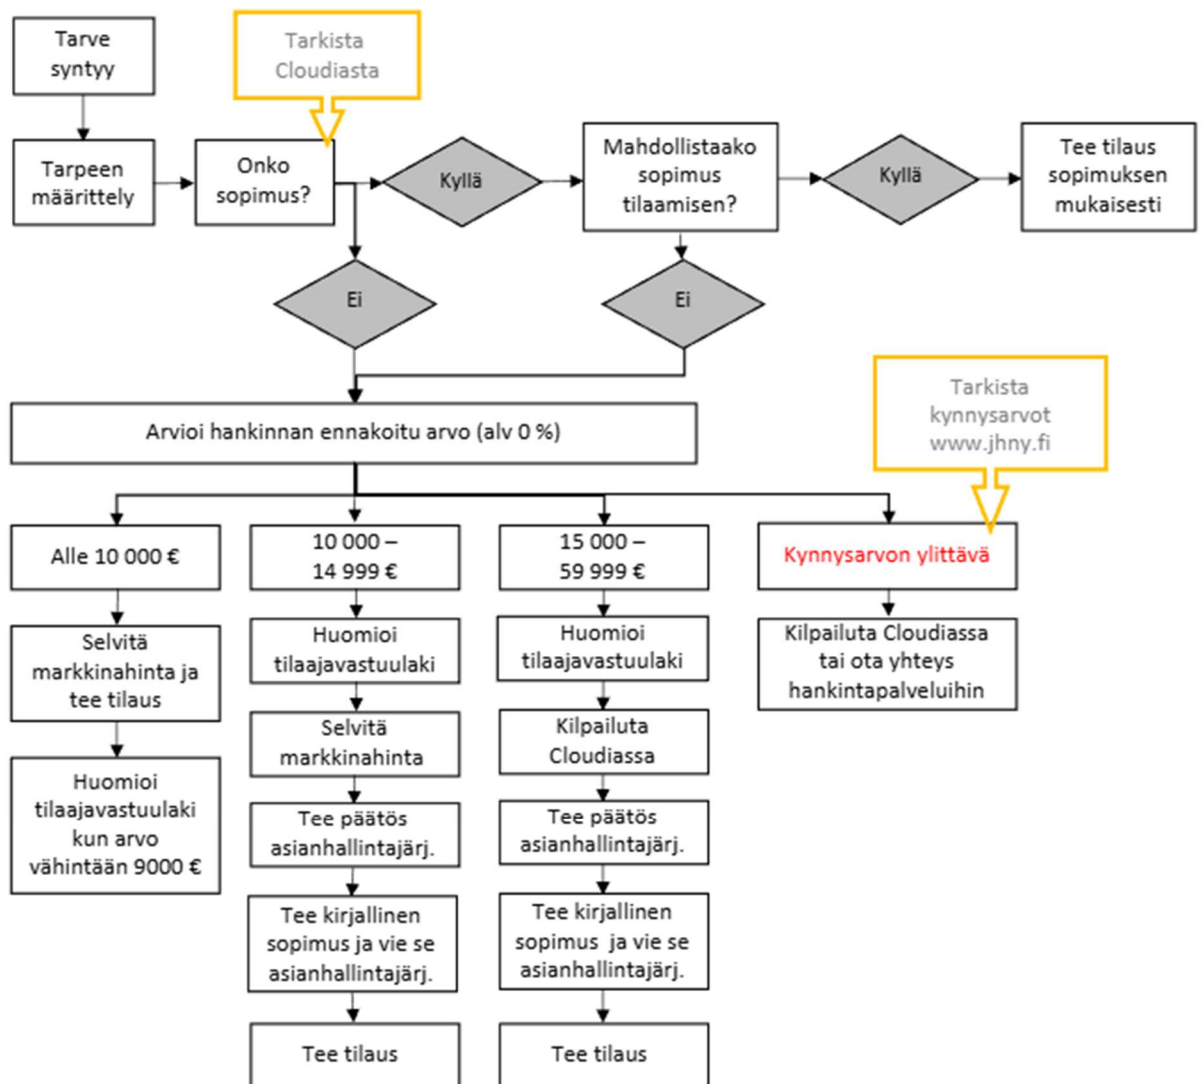 Tarve
syntyy
Tarkista
Cloudiasta
Tarpeen
määrittely
Onko
sopimus?
Kyllä
Mahdollistaako
sopimus
tilaamisen?
Kyllä
Tee tilaus
sopimuksen
mukaisesti
Ei
Ei
Arvioi hankinnan ennakoitu arvo (alv 0 %)
Tarkista
kynnysarvot
www.jhny.fi
Alle 10 000 €
10 000 –
14 999 €
15 000 –
59 999 €
Kynnysarvon ylittävä
Selvitä
markkinahinta ja
tee tilaus
Huomioi
tilaajavastuulaki
kun arvo
vähintään 9000 €
Huomioi
tilaajavastuulaki
Selvitä
markkinahinta
Tee päätös
asianhallintajärj.
Tee kirjallinen
sopimus ja vie se
asianhallintajärj.
Tee tilaus
Huomioi
tilaajavastuulaki
Kilpailuta
Cloudiassa
Tee päätös
asianhallintajärj.
Tee kirjallinen
sopimus ja vie se
asianhallintajärj.
Tee tilaus
Kilpailuta Cloudiassa
tai ota yhteys
hankintapalveluihin